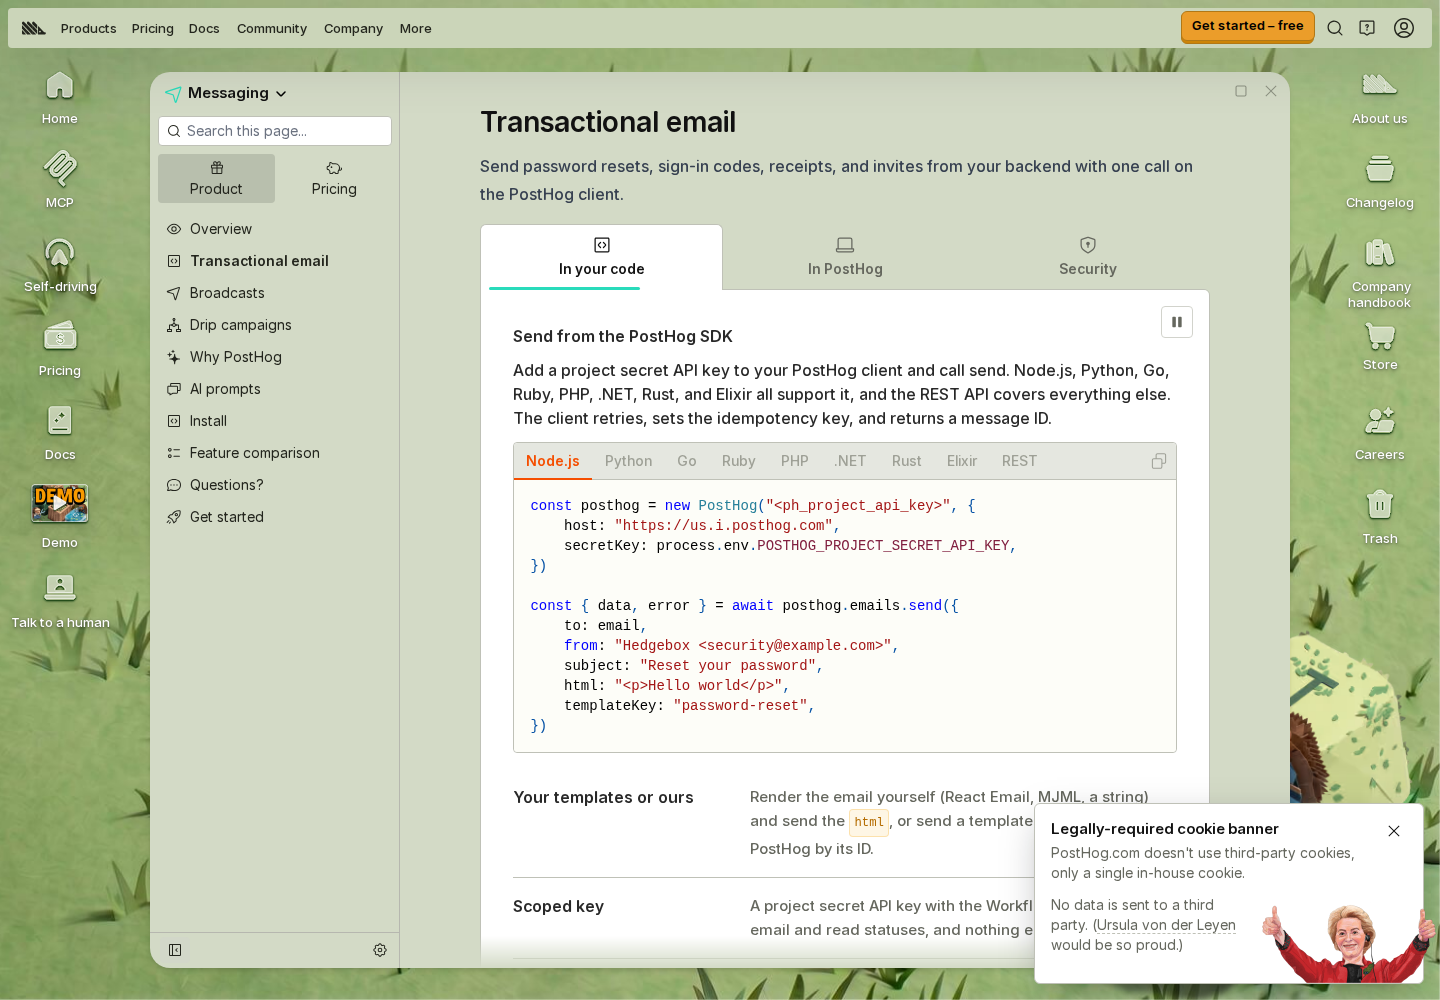 Products
Pricing
Docs
Community
Company
More
Get started – free
Home
MCP
Self-driving
Pricing
$
Docs
DEMO
Demo
Talk to a human
Messaging
Search this page...
Product
Pricing
Overview
Transactional email
Broadcasts
Drip campaigns
Why PostHog
AI prompts
Install
Feature comparison
Questions?
Get started
Transactional email
Send password resets, sign-in codes, receipts, and invites from your backend with one call on
the PostHog client.
In your code
In PostHog
Security
Send from the PostHog SDK
Add a project secret API key to your PostHog client and call send. Node.js, Python, Go,
Ruby, PHP, .NET, Rust, and Elixir all support it, and the REST API covers everything else.
The client retries, sets the idempotency key, and returns a message ID.
Node.js Python Go Ruby PHP .NET Rust Elixir REST
const posthog = new PostHog("<ph_project_api_key>", {
    host: "https://us.i.posthog.com",
    secretKey: process.env.POSTHOG_PROJECT_SECRET_API_KEY,
})
const { data, error } = await posthog.emails.send({
    to: email,
    from: "Hedgebox <security@example.com>",
    subject: "Reset your password",
    html: "<p>Hello world</p>",
    templateKey: "password-reset",
})
Your templates or ours
Render the email yourself (React Email, MJML, a string)
and send the html, or send a template
PostHog by its ID.
Scoped key
A project secret API key with the Workfl
email and read statuses, and nothing e
About us
Changelog
Company
handbook
Store
Careers
Trash
Legally-required cookie banner
PostHog.com doesn't use third-party cookies,
only a single in-house cookie.
No data is sent to a third
party. (Ursula von der Leyen
would be so proud.)